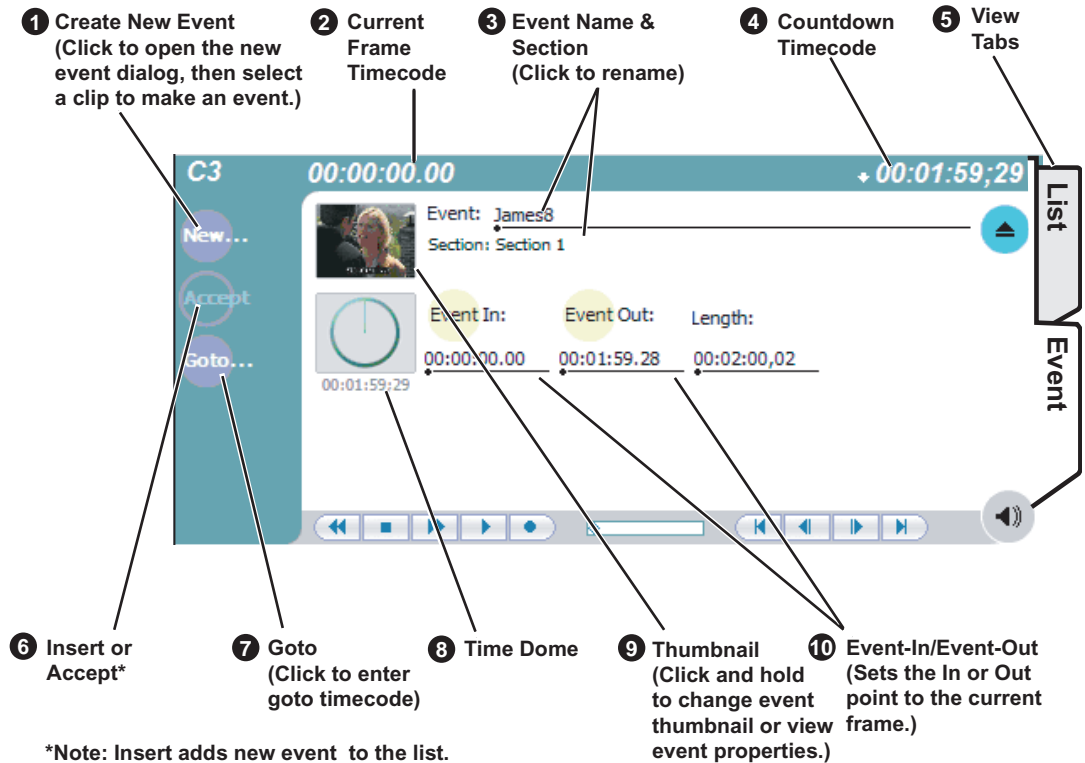 1 Create New Event
(Click to open the new
event dialog, then select
a clip to make an event.)
2 Current
Frame
Timecode
3 Event Name &
Section
(Click to rename)
4 Countdown
Timecode
5 View
Tabs
C3
00:00:00.00
00:01:59;29
List
New...
Event: James8
Section: Section 1
Accept
Event In:
Event Out:
Length:
Goto...
00:00:00.00
00:01:59.28
00:02:00,02
00:01:59;29
Event
6 Insert or
Accept*
7 Goto
(Click to enter
goto timecode)
8 Time Dome
9 Thumbnail
(Click and hold
to change event
thumbnail or view
event properties.)
10 Event-In/Event-Out
(Sets the In or Out
point to the current
frame.)
*Note: Insert adds new event to the list.